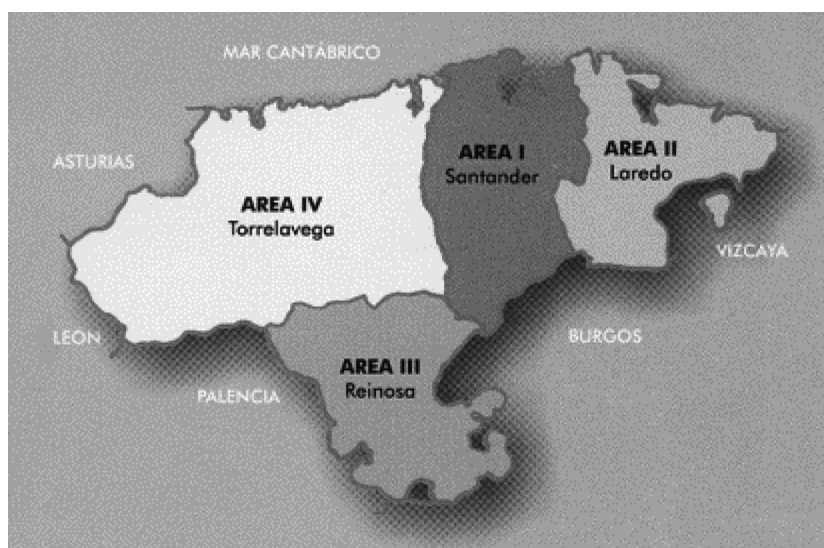 MAR CANTÁBRICO
ASTURIAS
AREA I
Santander
AREA II
Laredo
AREA IV
Torrelavega
VIZCAYA
LEON
BURGOS
AREA III
Reinosa
PALENCIA